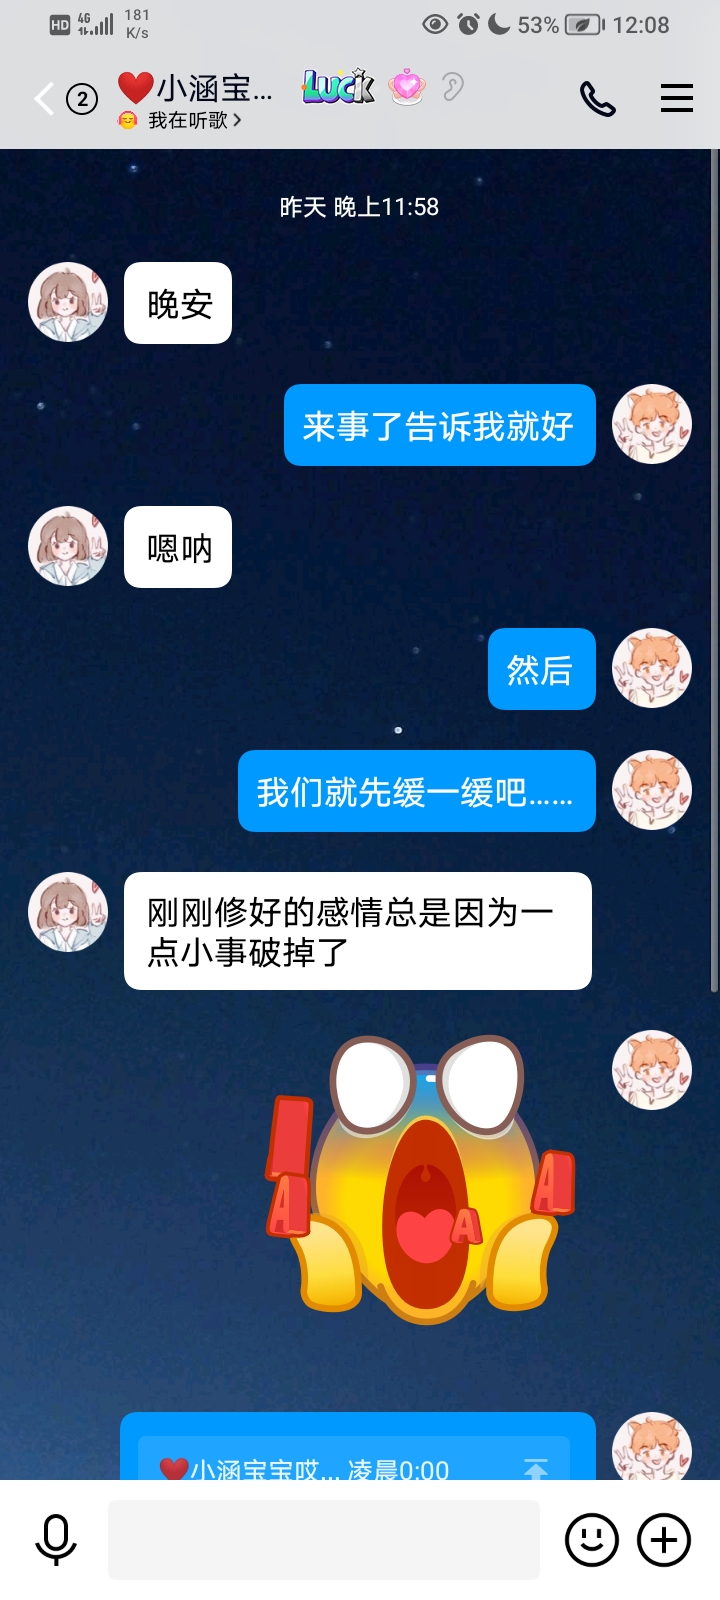 HD 4G 181 K/s 53% 12:08
2
❤️小涵宝... Luck
我在听歌>
昨天 晚上11:58
晚安
来事了告诉我就好
嗯呐
然后
我们就先缓一缓吧......
刚刚修好的感情总是因为一
点小事破掉了
A
A
A
❤️小涵宝宝哎... 凌晨0:00